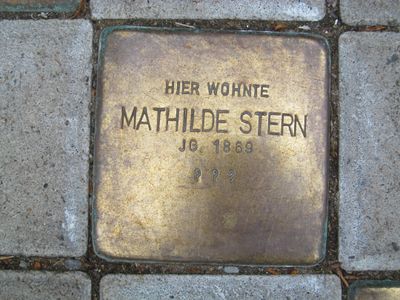 HIER WOHNTE
MATHILDE STERN
JG. 1869
? ? ?